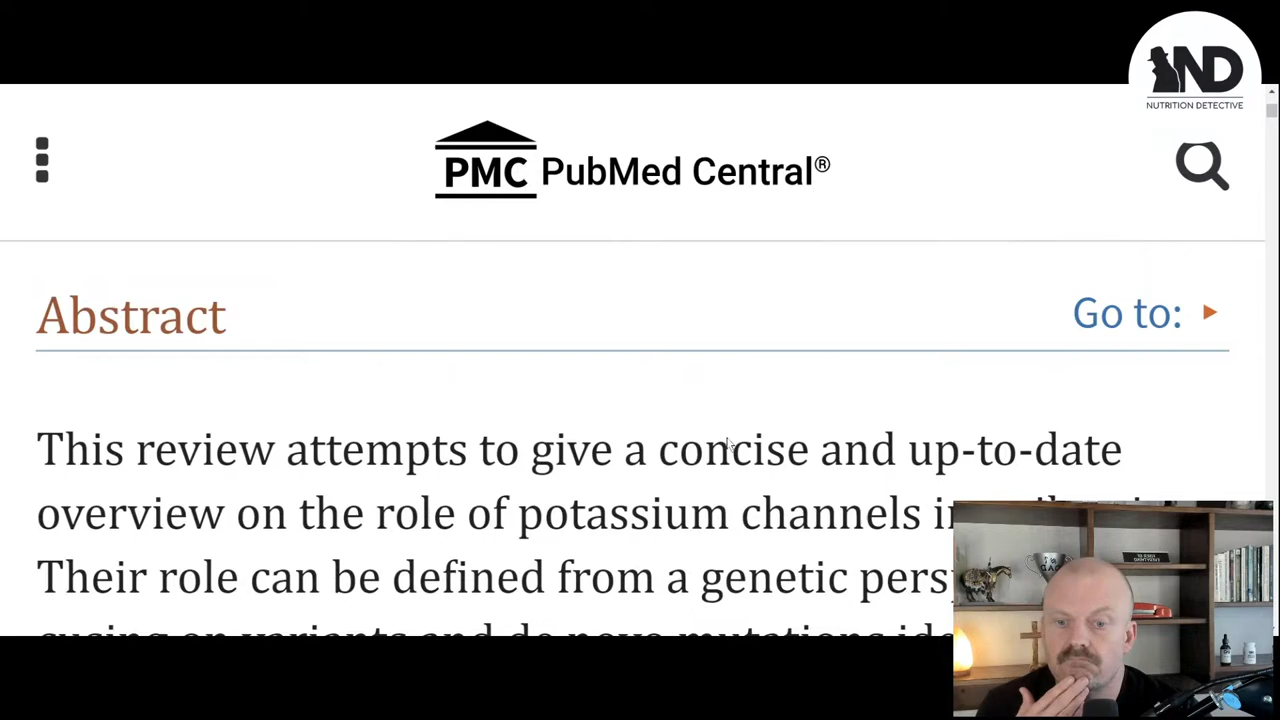 ND
NUTRITION DETECTIVE
PMC PubMed Central®
Abstract
Go to:
This review attempts to give a concise and up-to-date
overview on the role of potassium channels in
Their role can be defined from a genetic